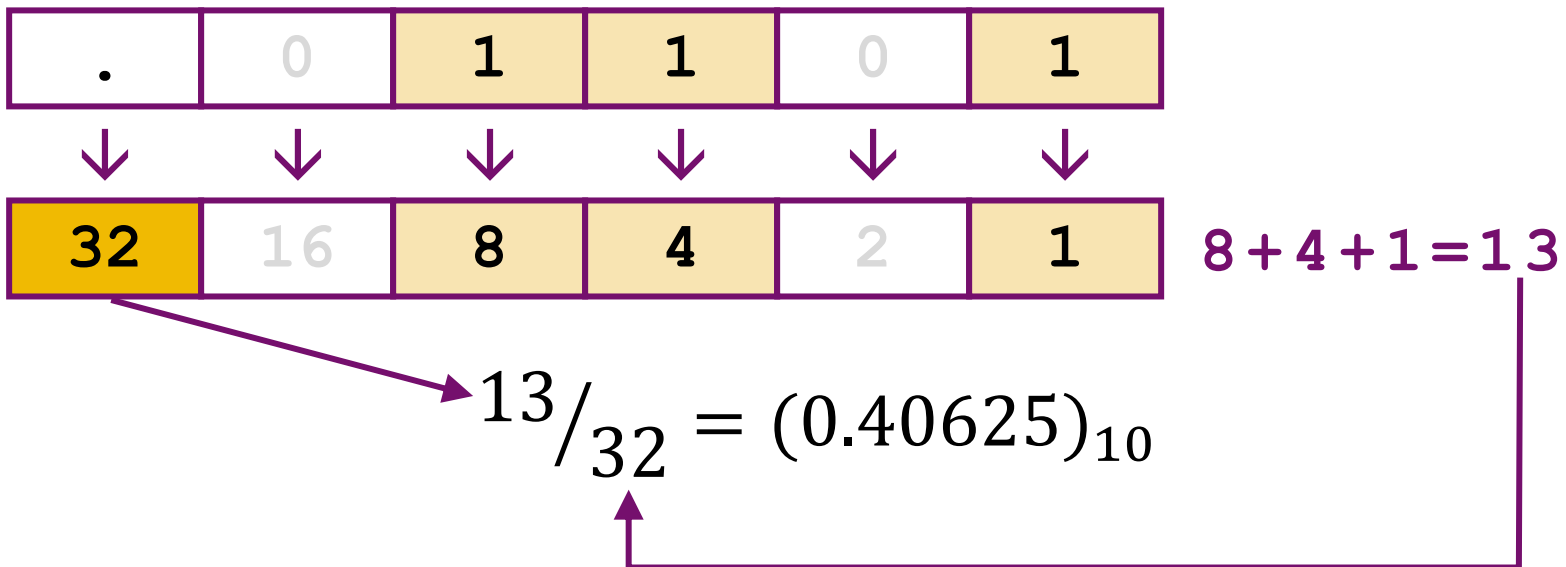 . 0 1 1 0 1
32 16 8 4 2 1 8+4+1=13
13/32 = (0.40625)10